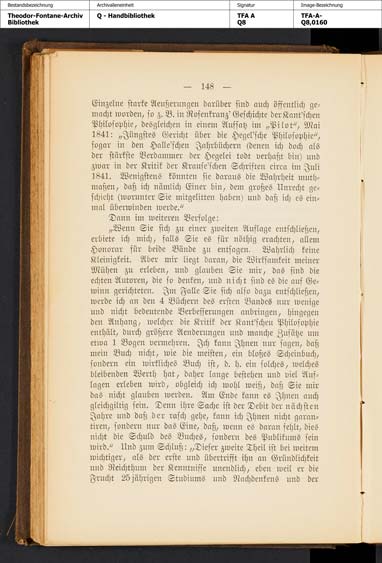 Bestandsbezeichnung
Archivalieneinheit
Signatur
Image-Bezeichnung
Theodor-Fontane-Archiv
Bibliothek
Q - Handbibliothek
TFA A
Q8
TFA-A-
Q8,0160
— 148 —
Einzelne starke Aeußerungen darüber sind auch öffentlich ge-
macht worden, so z. B. in Rosenkranz' Geschichte der Kant'schen
Philosophie, desgleichen in einem Aufsatz im „Pilot“, Mai
1841: „Jüngstes Gericht über die Hegel'sche Philosophie“,
sogar in den Halle'schen Jahrbüchern (denen ich doch als
der stärkste Verdammer der Hegelei todt verhaßt bin) und
zwar in der Kritik der Krause'schen Schriften circa im Juli
1841. Wenigstens könnten sie daraus die Wahrheit muth-
maßen, daß ich nämlich Einer bin, dem großes Unrecht ge-
schieht (worunter Sie mitgelitten haben) und daß ich es ein-
mal überwinden werde.“
Dann im weiteren Verfolge:
„Wenn Sie sich zu einer zweiten Auflage entschließen,
erbiete ich mich, falls Sie es für nöthig erachten, allem
Honorar für beide Bände zu entsagen. Wahrlich keine
Kleinigkeit. Aber mir liegt daran, die Wirksamkeit meiner
Mühen zu erleben, und glauben Sie mir, das sind die
echten Autoren, die so denken, und nicht sind es die auf Ge-
winn gerichteten. Im Falle Sie sich also dazu entschließen,
werde ich an den 4 Büchern des ersten Bandes nur wenige
und nicht bedeutende Verbesserungen anbringen, hingegen
den Anhang, welcher die Kritik der Kant'schen Philosophie
enthält, durch größere Aenderungen und manche Zusätze um
etwa 1 Bogen vermehren. Ich kann Ihnen nur sagen, daß
mein Buch nicht, wie die meisten, ein bloßes Scheinbuch,
sondern ein wirkliches Buch ist, d. h. ein solches, welches
bleibenden Werth hat, daher lange bestehen und viel Auf-
lagen erleben wird, obgleich ich wohl weiß, daß Sie mir
das nicht glauben werden. Am Ende kann es Ihnen auch
gleichgiltig sein. Denn ihre Sache ist der Debit der nächsten
Jahre und daß der rasch gehe, kann ich Ihnen nicht garan-
tiren, sondern nur das Eine, daß, wenn es daran fehlt, dies
nicht die Schuld des Buches, sondern des Publikums sein
wird.“ Und zum Schluß: „Dieser zweite Theil ist bei weitem
wichtiger, als der erste und übertrifft ihn an Gründlichkeit
und Reichthum der Kenntnisse unendlich, eben weil er die
Frucht 25 jährigen Studiums und Nachdenkens und der